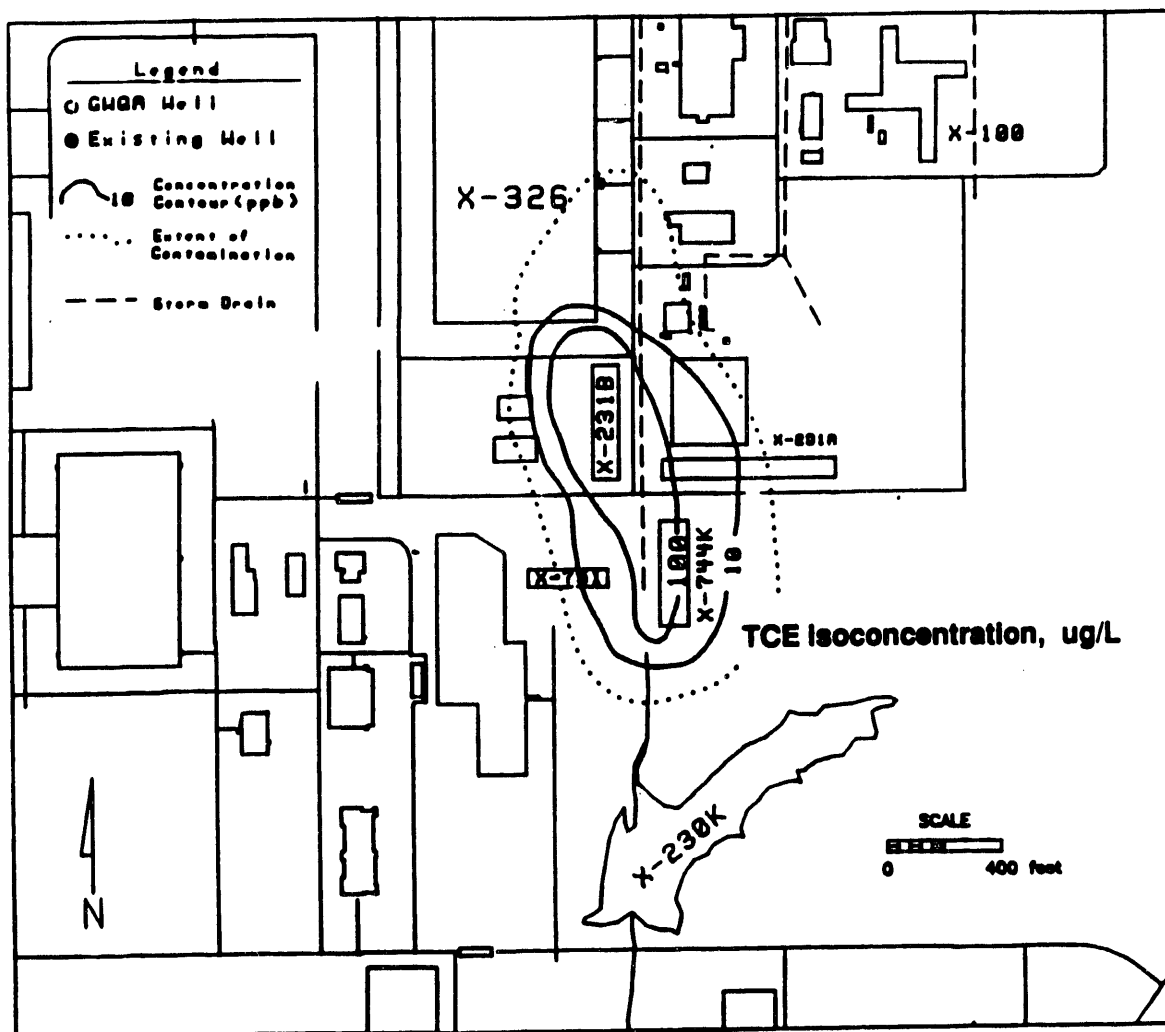 Legend
GWQA Well
Existing Well
10 Concentration
Contour (ppb)
Extent of
Contamination
Storm Drain
X-326
X-100
X-231B
X-744K
100
10
TCE isoconcentration, ug/L
X-230K
N
SCALE
0 400 feet